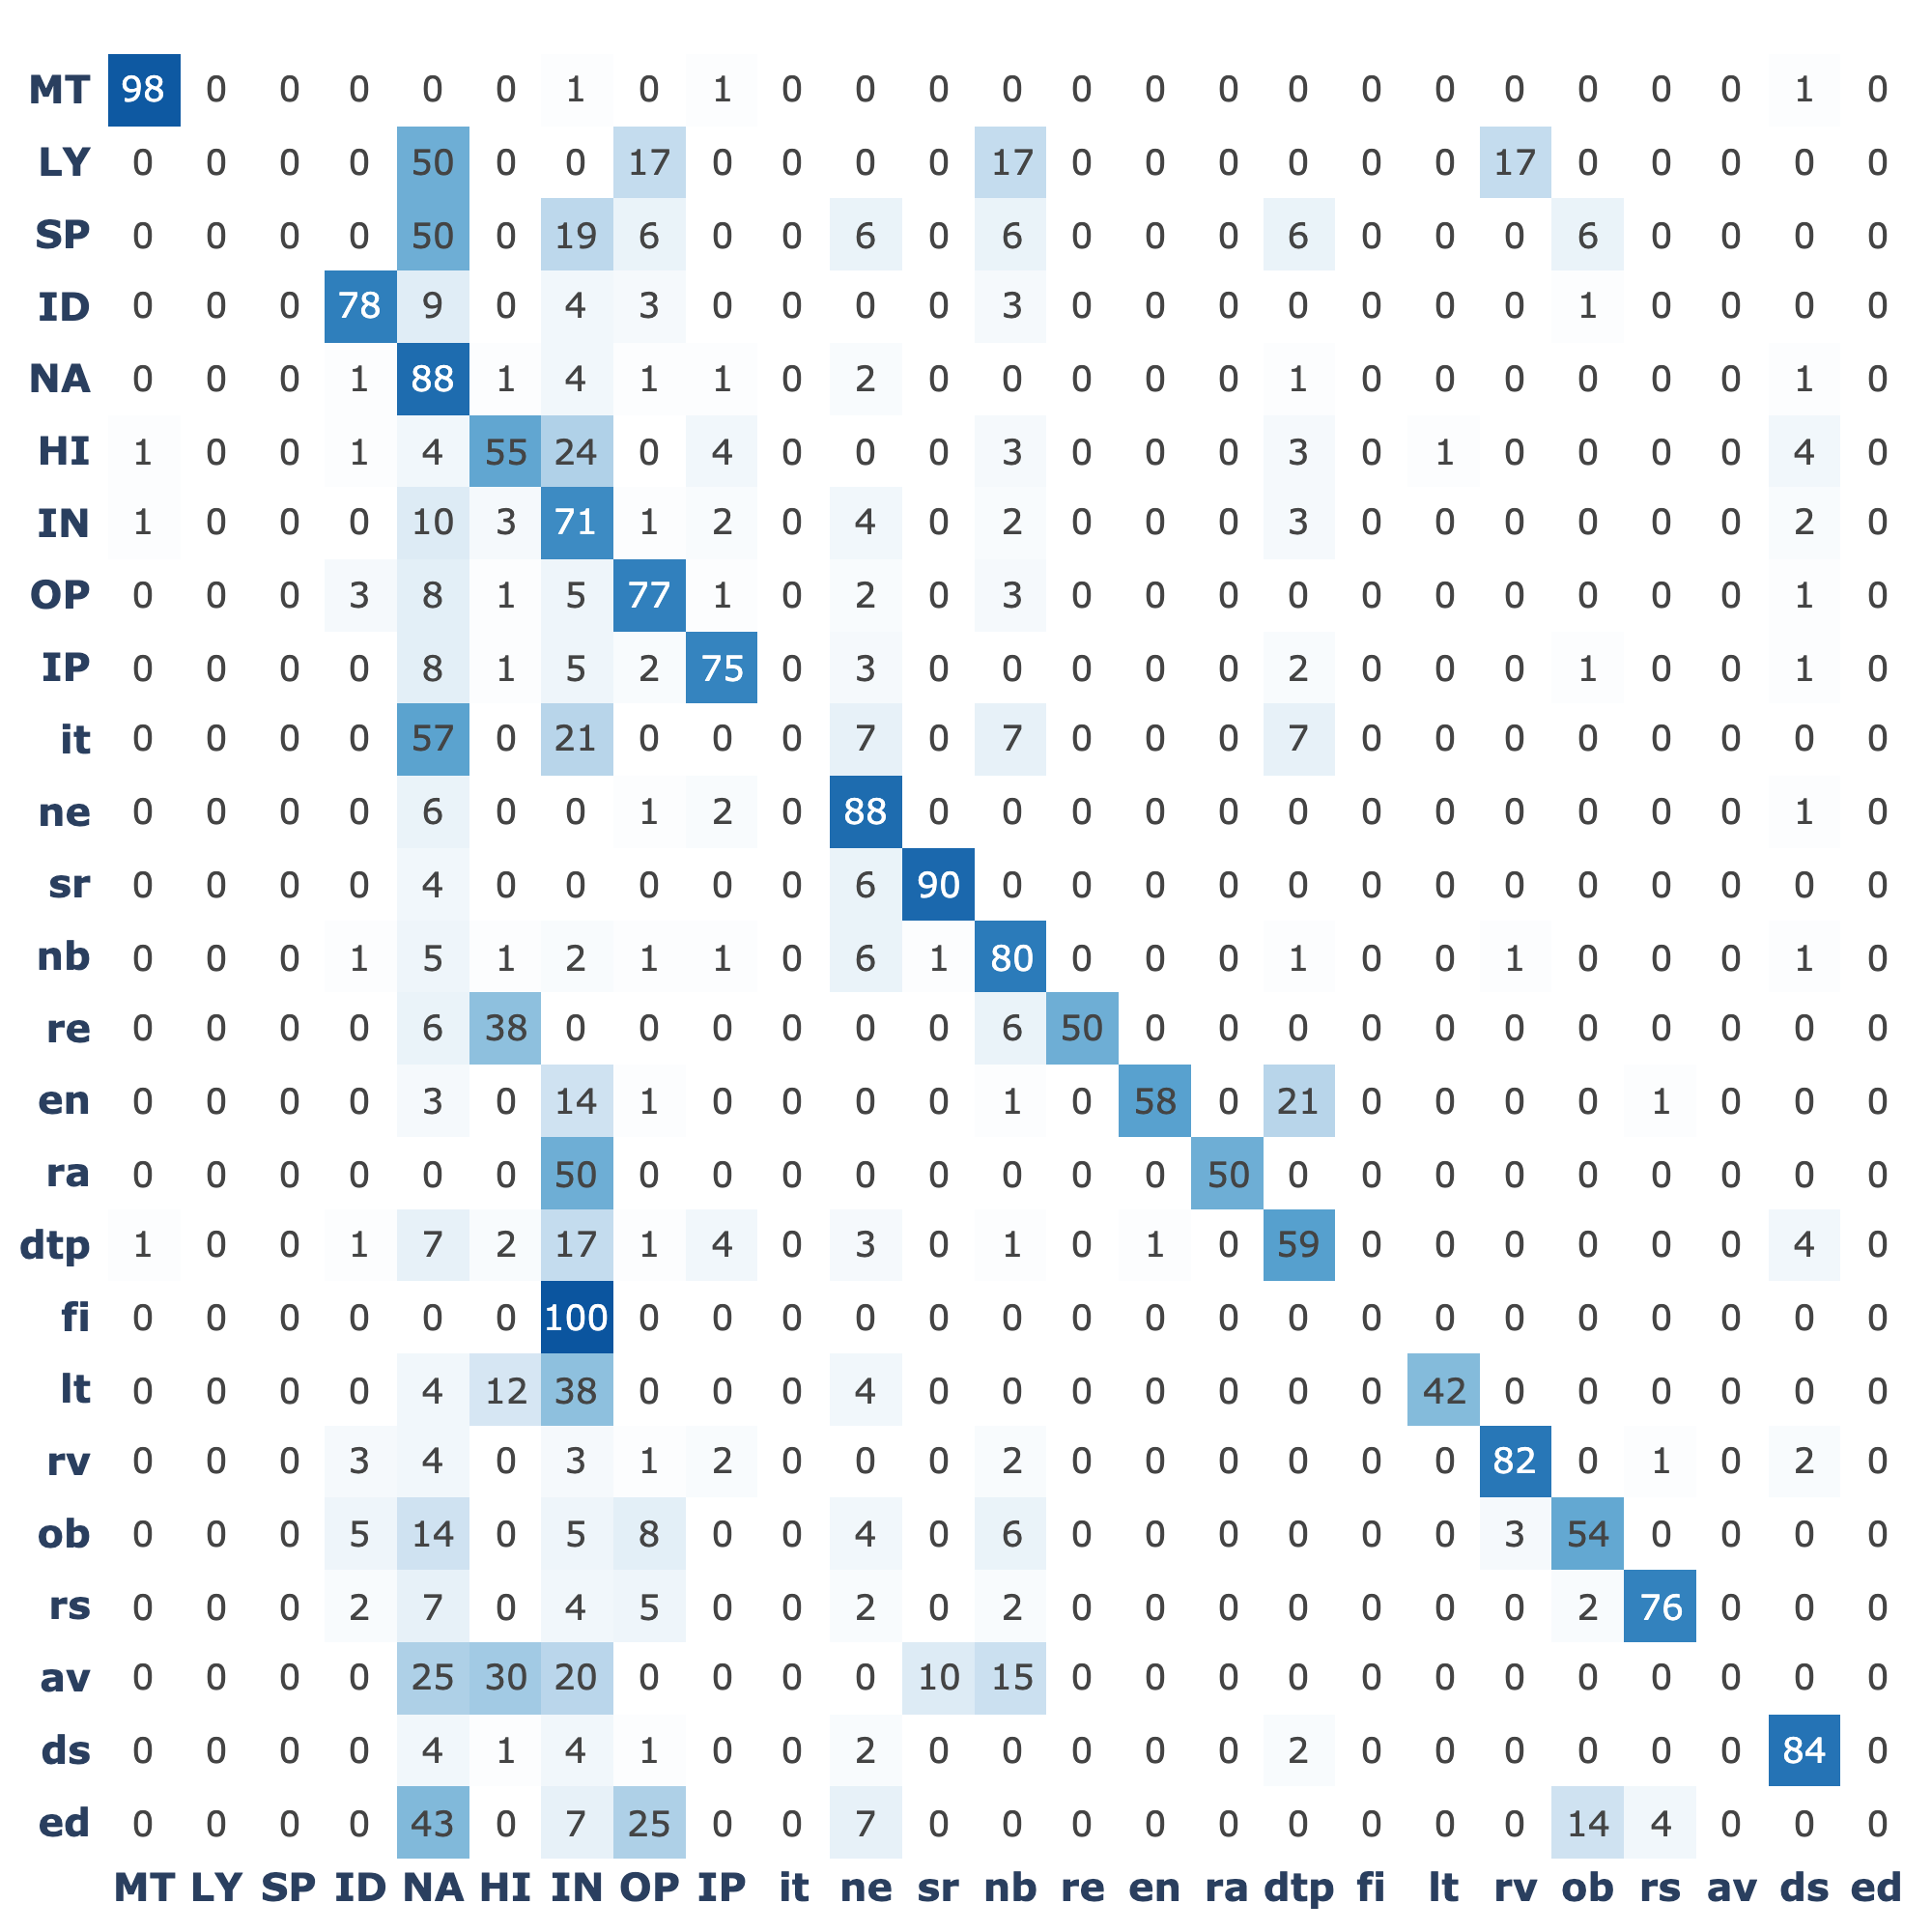 MT 98 0 0 0 0 0 1 0 1 0 0 0 0 0 0 0 0 0 0 0 0 0 0 1 0
LY 0 0 0 0 50 0 0 17 0 0 0 0 17 0 0 0 0 0 0 17 0 0 0 0 0
SP 0 0 0 0 50 0 19 6 0 0 6 0 6 0 0 0 6 0 0 0 6 0 0 0 0
ID 0 0 0 78 9 0 4 3 0 0 0 0 3 0 0 0 0 0 0 0 1 0 0 0 0
NA 0 0 0 1 88 1 4 1 1 0 2 0 0 0 0 0 1 0 0 0 0 0 0 1 0
HI 1 0 0 1 4 55 24 0 4 0 0 0 3 0 0 0 3 0 1 0 0 0 0 4 0
IN 1 0 0 0 10 3 71 1 2 0 4 0 2 0 0 0 3 0 0 0 0 0 0 2 0
OP 0 0 0 3 8 1 5 77 1 0 2 0 3 0 0 0 0 0 0 0 0 0 0 1 0
IP 0 0 0 0 8 1 5 2 75 0 3 0 0 0 0 0 2 0 0 0 1 0 0 1 0
it 0 0 0 0 57 0 21 0 0 0 7 0 7 0 0 0 7 0 0 0 0 0 0 0 0
ne 0 0 0 0 6 0 0 1 2 0 88 0 0 0 0 0 0 0 0 0 0 0 0 1 0
sr 0 0 0 0 4 0 0 0 0 0 6 90 0 0 0 0 0 0 0 0 0 0 0 0 0
nb 0 0 0 1 5 1 2 1 1 0 6 1 80 0 0 0 1 0 0 1 0 0 0 1 0
re 0 0 0 0 6 38 0 0 0 0 0 0 6 50 0 0 0 0 0 0 0 0 0 0 0
en 0 0 0 0 3 0 14 1 0 0 0 0 1 0 58 0 21 0 0 0 0 1 0 0 0
ra 0 0 0 0 0 0 50 0 0 0 0 0 0 0 0 50 0 0 0 0 0 0 0 0 0
dtp 1 0 0 1 7 2 17 1 4 0 3 0 1 0 1 0 59 0 0 0 0 0 0 4 0
fi 0 0 0 0 0 0 100 0 0 0 0 0 0 0 0 0 0 0 0 0 0 0 0 0 0
lt 0 0 0 0 4 12 38 0 0 0 4 0 0 0 0 0 0 0 42 0 0 0 0 0 0
rv 0 0 0 3 4 0 3 1 2 0 0 0 2 0 0 0 0 0 0 82 0 1 0 2 0
ob 0 0 0 5 14 0 5 8 0 0 4 0 6 0 0 0 0 0 0 3 54 0 0 0 0
rs 0 0 0 2 7 0 4 5 0 0 2 0 2 0 0 0 0 0 0 0 2 76 0 0 0
av 0 0 0 0 25 30 20 0 0 0 0 10 15 0 0 0 0 0 0 0 0 0 0 0 0
ds 0 0 0 0 4 1 4 1 0 0 2 0 0 0 0 0 2 0 0 0 0 0 0 84 0
ed 0 0 0 0 43 0 7 25 0 0 7 0 0 0 0 0 0 0 0 0 14 4 0 0 0
MT LY SP ID NA HI IN OP IP it ne sr nb re en ra dtp fi lt rv ob rs av ds ed